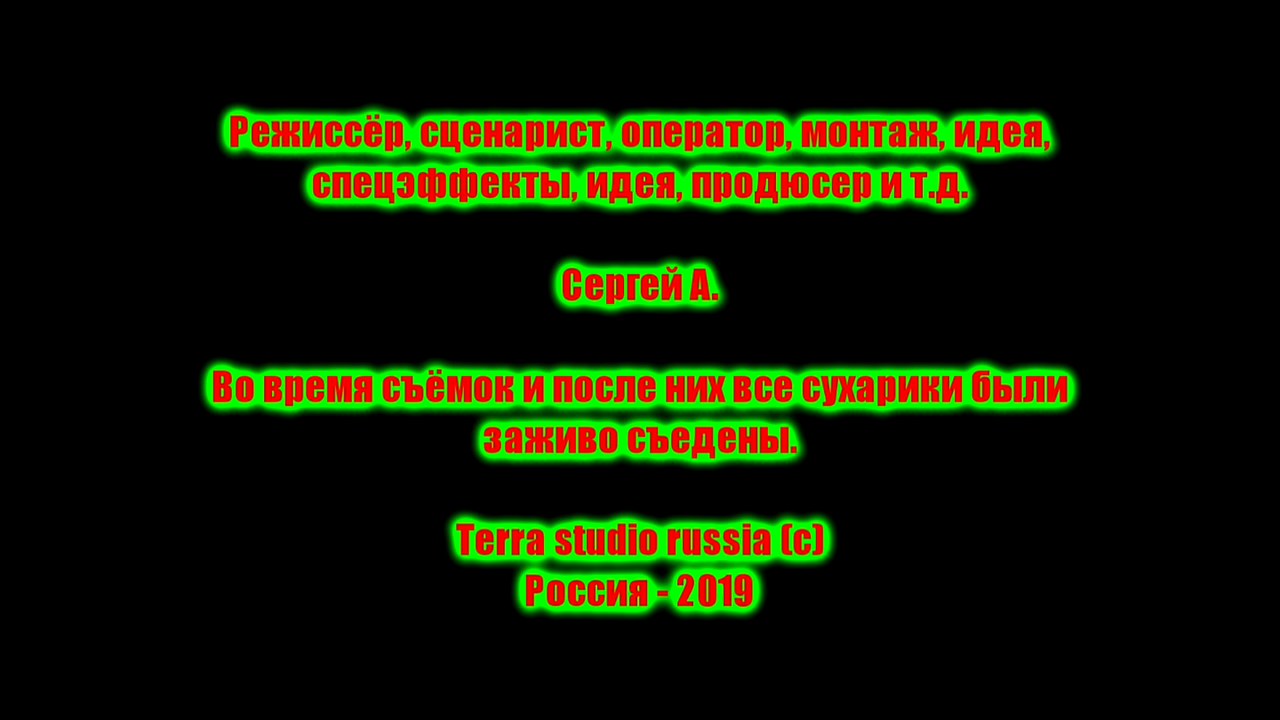 Режиссёр, сценарист, оператор, монтаж, идея,
спецэффекты, идея, продюсер и т.д.
Сергей А.
Во время съёмок и после них все сухарики были
заживо съедены.
Terra studio russia (c)
Россия - 2019